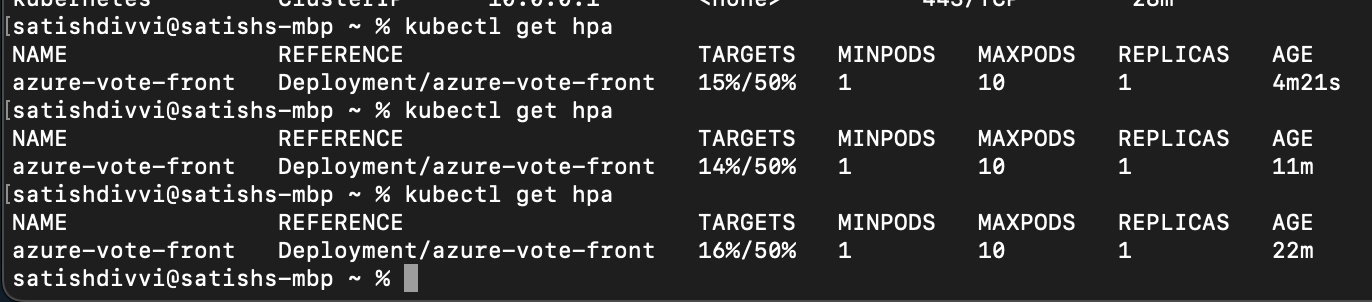 kubernetes ClusterIP 10.0.0.1 <none> 443/TCP 28m
[satishdivvi@satishs-mbp ~ % kubectl get hpa
NAME REFERENCE TARGETS MINPODS MAXPODS REPLICAS AGE
azure-vote-front Deployment/azure-vote-front 15%/50% 1 10 1 4m21s
[satishdivvi@satishs-mbp ~ % kubectl get hpa
NAME REFERENCE TARGETS MINPODS MAXPODS REPLICAS AGE
azure-vote-front Deployment/azure-vote-front 14%/50% 1 10 1 11m
[satishdivvi@satishs-mbp ~ % kubectl get hpa
NAME REFERENCE TARGETS MINPODS MAXPODS REPLICAS AGE
azure-vote-front Deployment/azure-vote-front 16%/50% 1 10 1 22m
satishdivvi@satishs-mbp ~ %